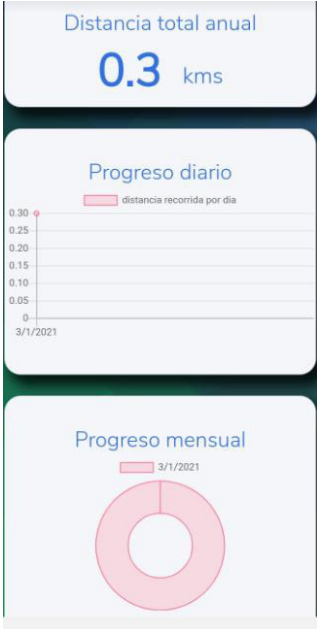 Distancia total anual
0.3 kms
Progreso diario
distancia recorrida por dia
0.30
0.25
0.20
0.15
0.10
0.05
0
3/1/2021
Progreso mensual
3/1/2021